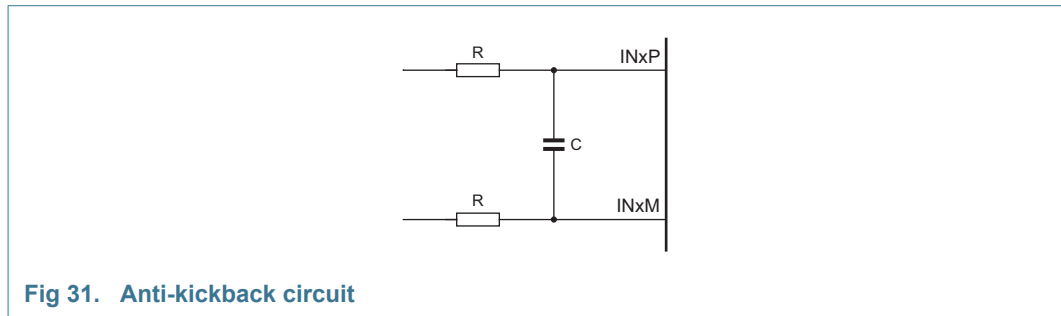 R
INxP
C
R
INxM
Fig 31. Anti-kickback circuit